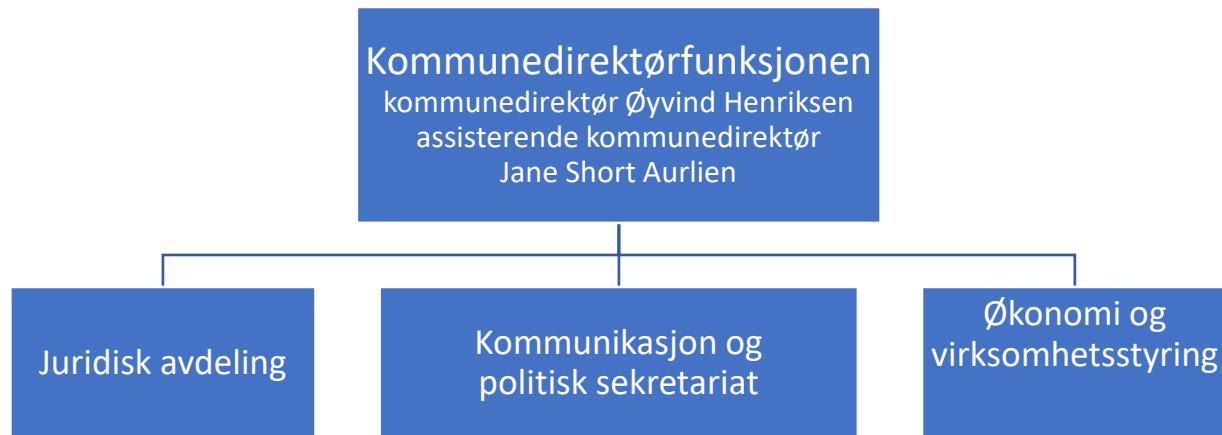 Kommunedirektørfunksjonen
kommunedirektør Øyvind Henriksen
assisterende kommunedirektør
Jane Short Aurlien
Juridisk avdeling
Kommunikasjon og
politisk sekretariat
Økonomi og
virksomhetsstyring